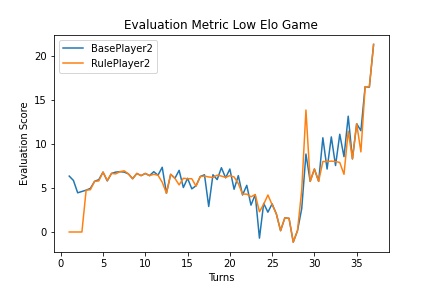 Evaluation Metric Low Elo Game
BasePlayer2
RulePlayer2
Evaluation Score
20
15
10
5
0
0 5 10 15 20 25 30 35
Turns